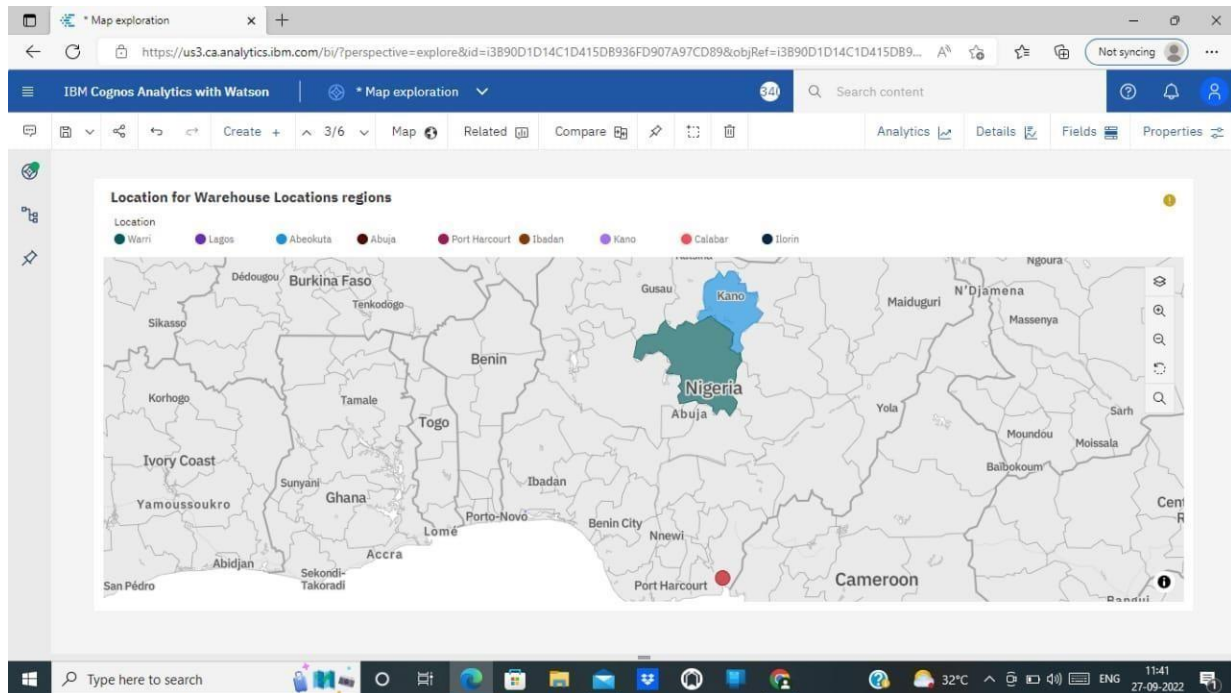 * Map exploration
https://us3.ca.analytics.ibm.com/bi/?perspective=explore&id=i3B90D1D14C1D415DB936FD907A97CD89&objRef=i3B90D1D14C1D415DB9...
Not syncing
IBM Cognos Analytics with Watson
* Map exploration
Search content
Create +
3/6
Map
Related
Compare
Analytics
Details
Fields
Properties
Location for Warehouse Locations regions
Location
Warri Lagos Abeokuta Abuja Port Harcourt Ibadan Kano Calabar Ilorin
Ngoura
Dédougou
Burkina Faso
Gusau
Kano
N'Djamena
Maiduguri
Tenkodogo
Massenya
Sikasso
Benin
Nigeria
Korhogo
Tamale
Abuja
Yola
Sarh
Togo
Moundou
Moissala
Ivory Coast
Baïbokoum
Sunyani
Ibadan
Ghana
Yamoussoukro
Cent
R
Porto-Novo
Benin City
Lomé
Nnewi
Accra
Abidjan
Sekondi-
Takoradi
San Pédro
Port Harcourt
Cameroon
Type here to search
32°C
ENG
11:41
27-09-2022